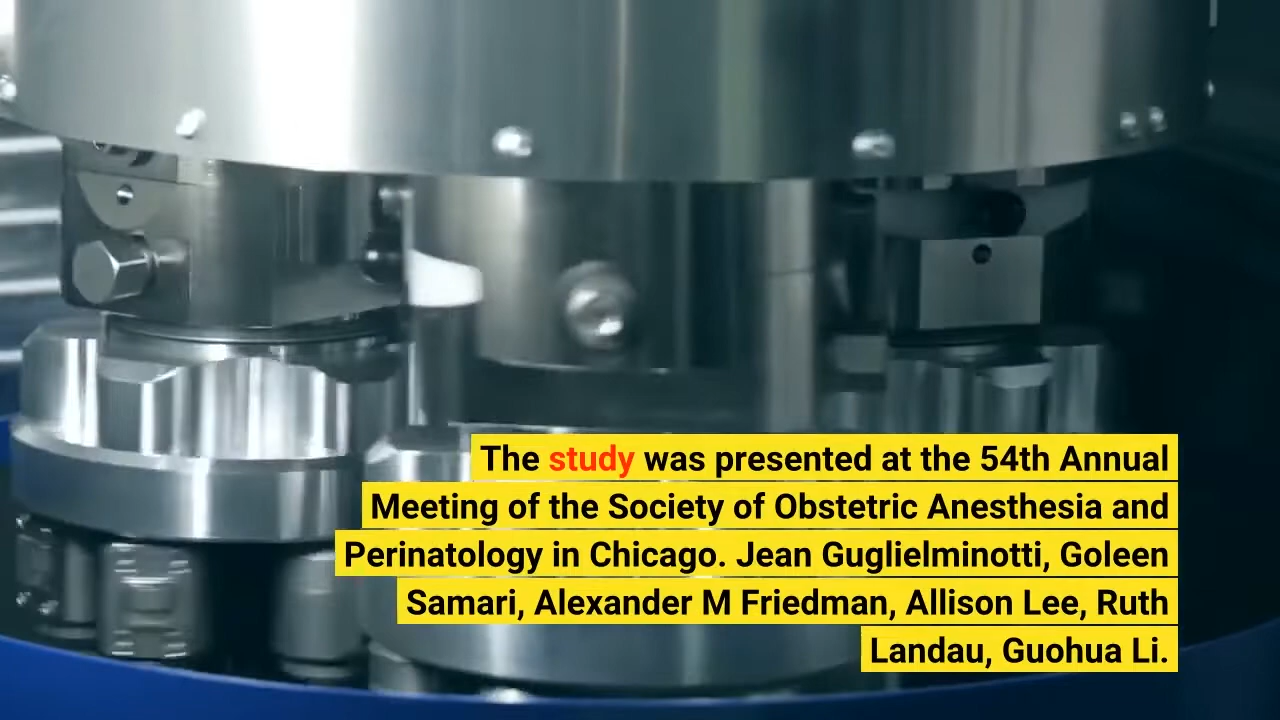 The study was presented at the 54th Annual
Meeting of the Society of Obstetric Anesthesia and
Perinatology in Chicago. Jean Guglielminotti, Goleen
Samari, Alexander M Friedman, Allison Lee, Ruth
Landau, Guohua Li.